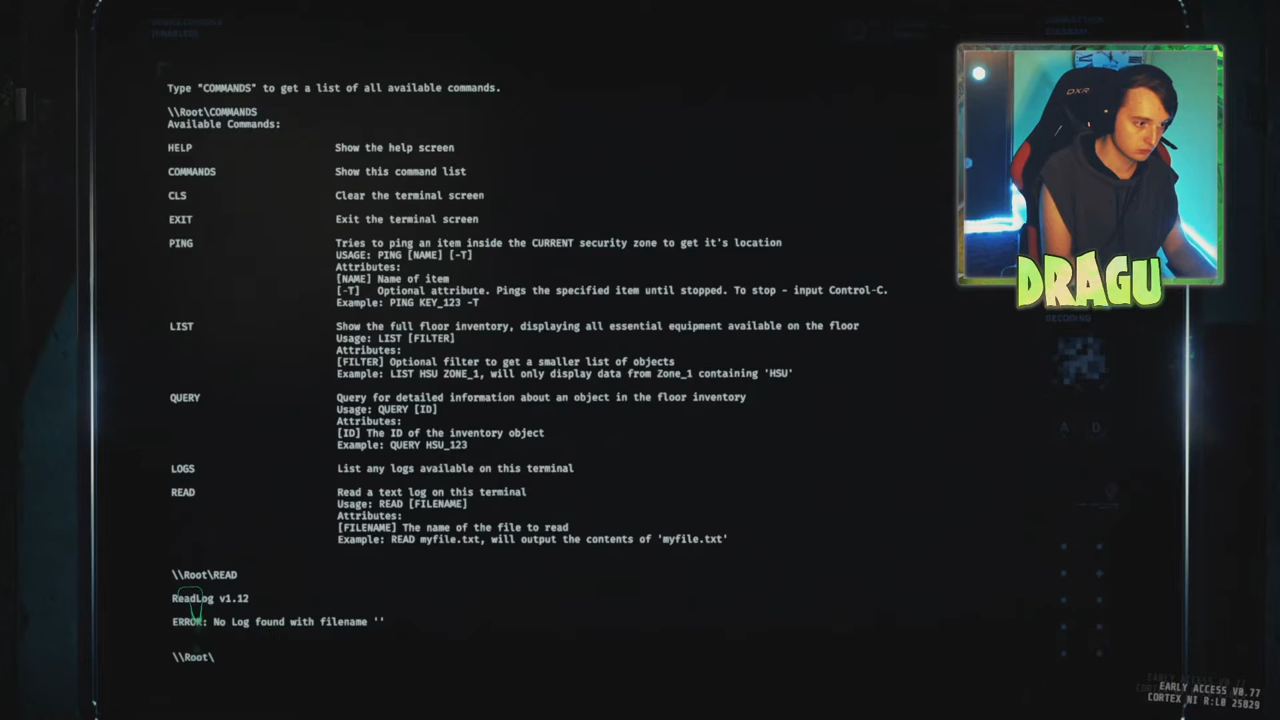 [ENABLED]
Type "COMMANDS" to get a list of all available commands.
\\Root\COMMANDS
Available Commands:
HELP Show the help screen
COMMANDS Show this command list
CLS Clear the terminal screen
EXIT Exit the terminal screen
PING Tries to ping an item inside the CURRENT security zone to get it's location
USAGE: PING [NAME] [-T]
Attributes:
[NAME] Name of item
[-T] Optional attribute. Pings the specified item until stopped. To stop - input Control-C.
Example: PING KEY_123 -T
LIST Show the full floor inventory, displaying all essential equipment available on the floor
Usage: LIST [FILTER]
Attributes:
[FILTER] Optional filter to get a smaller list of objects
Example: LIST HSU ZONE_1, will only display data from Zone_1 containing 'HSU'
QUERY Query for detailed information about an object in the floor inventory
Usage: QUERY [ID]
Attributes:
[ID] The ID of the inventory object
Example: QUERY HSU_123
LOGS List any logs available on this terminal
READ Read a text log on this terminal
Usage: READ [FILENAME]
Attributes:
[FILENAME] The name of the file to read
Example: READ myfile.txt, will output the contents of 'myfile.txt'
\\Root\READ
ReadLog v1.12
ERROR: No Log found with filename ''
\\Root\
DXR
DRAGU
A D
EARLY ACCESS V0.77
CORTEX NI R:L0 25829